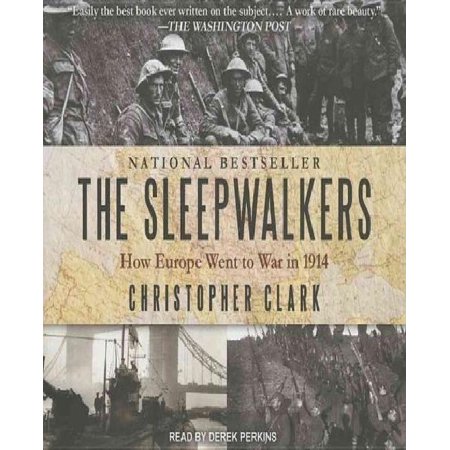 "Easily the best book ever written on the subject.... A work of rare beauty."
—THE WASHINGTON POST
NATIONAL BESTSELLER
THE SLEEPWALKERS
How Europe Went to War in 1914
CHRISTOPHER CLARK
READ BY DEREK PERKINS